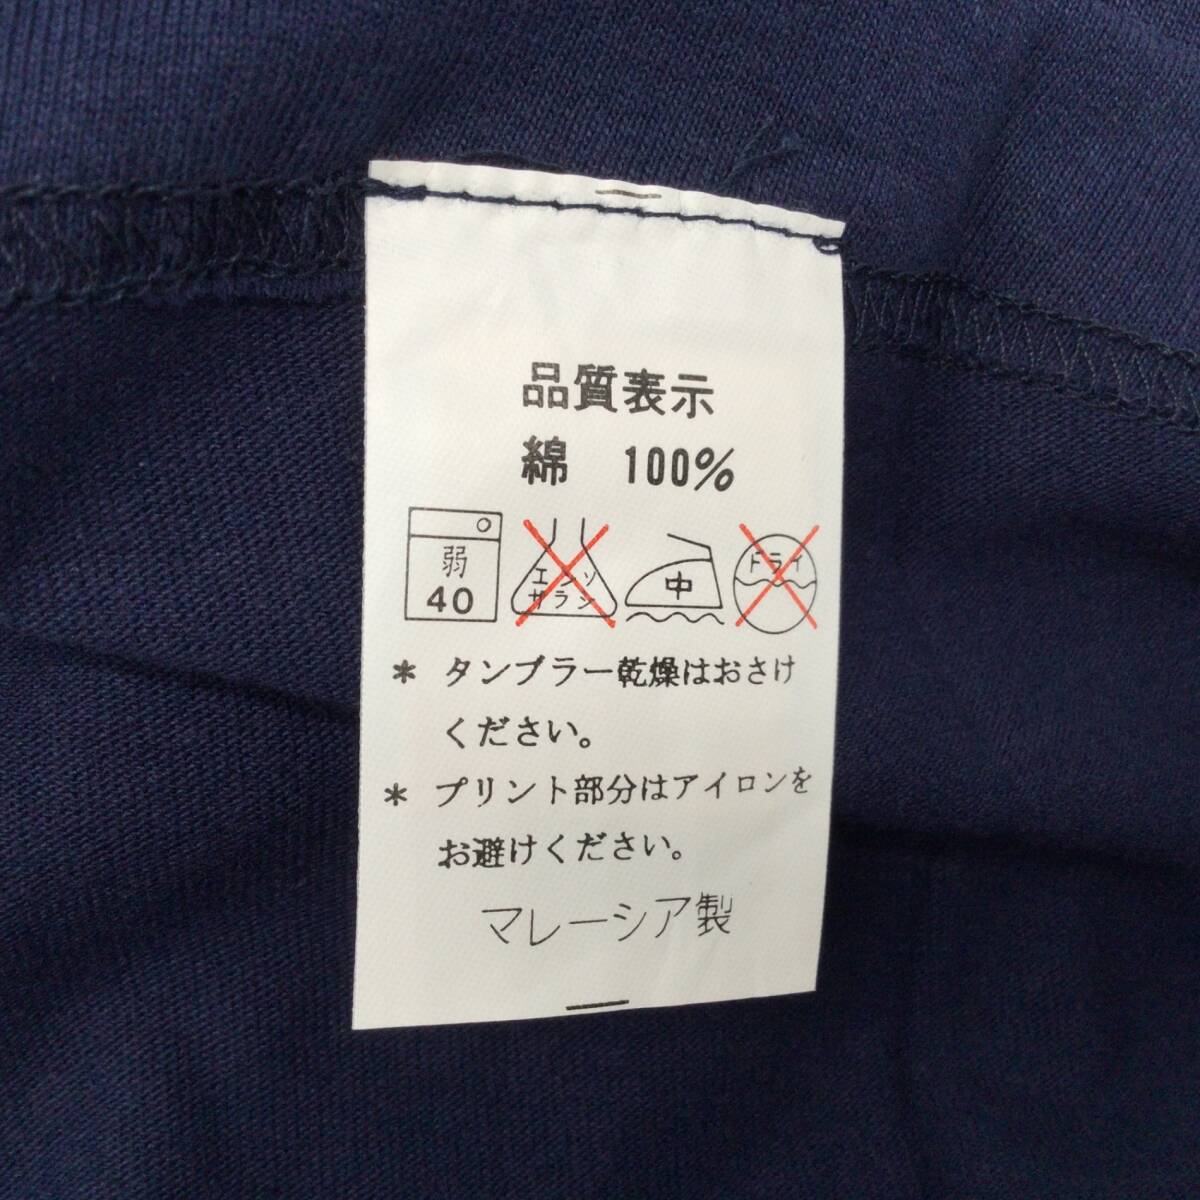 品質表示
綿 100%
弱
40
エンソ
サラシ
中
ドライ
* タンブラー乾燥はおさけ
ください。
* プリント部分はアイロンを
お避けください。
マレーシア製